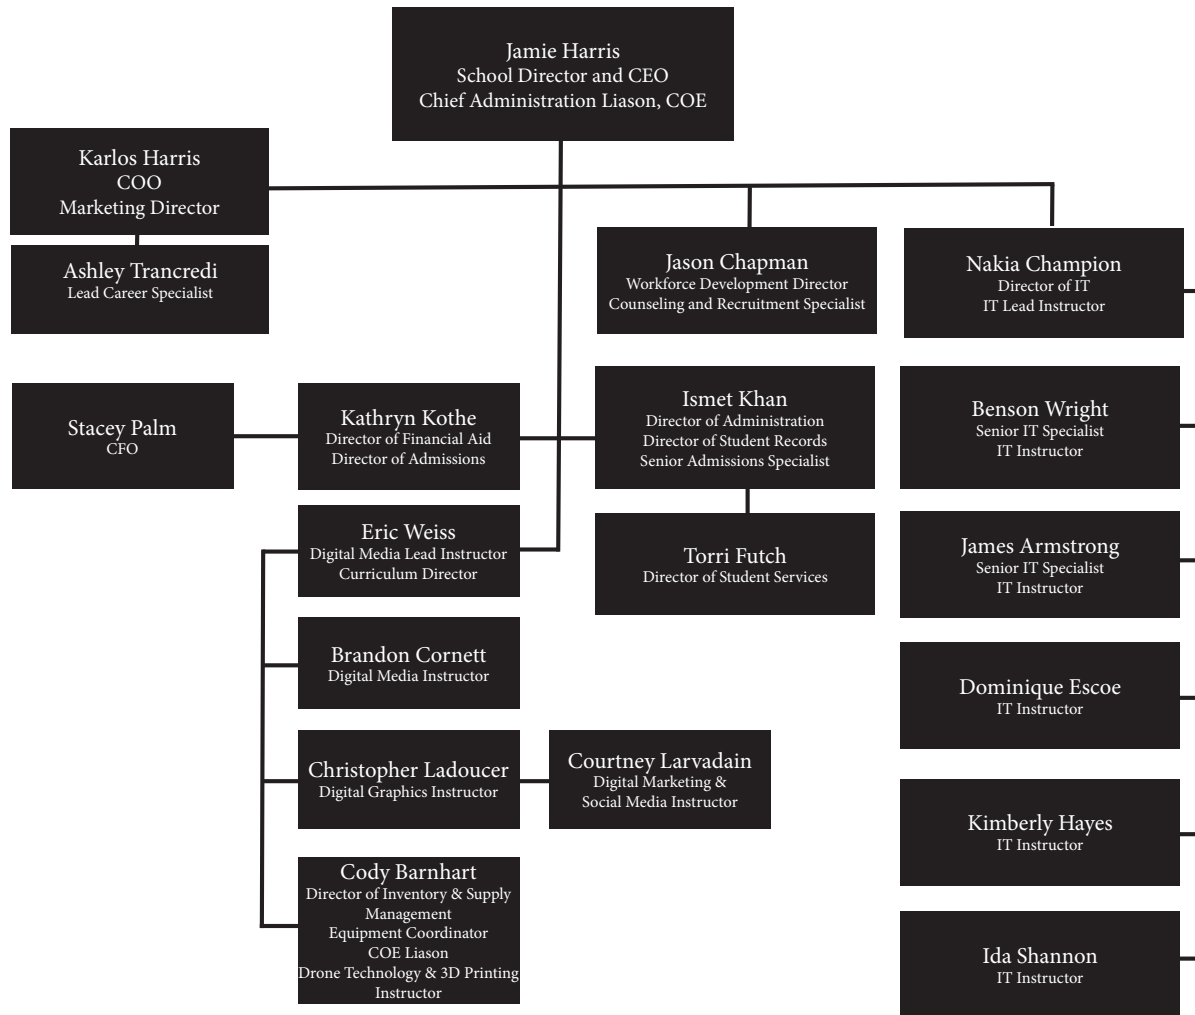 Jamie Harris
School Director and CEO
Chief Administration Liason, COE
Karlos Harris
COO
Marketing Director
Ashley Trancredi
Lead Career Specialist
Jason Chapman
Workforce Development Director
Counseling and Recruitment Specialist
Nakia Champion
Director of IT
IT Lead Instructor
Stacey Palm
CFO
Kathryn Kothe
Director of Financial Aid
Director of Admissions
Ismet Khan
Director of Administration
Director of Student Records
Senior Admissions Specialist
Benson Wright
Senior IT Specialist
IT Instructor
Eric Weiss
Digital Media Lead Instructor
Curriculum Director
Torri Futch
Director of Student Services
James Armstrong
Senior IT Specialist
IT Instructor
Brandon Cornett
Digital Media Instructor
Dominique Escoe
IT Instructor
Christopher Ladoucer
Digital Graphics Instructor
Courtney Larvadain
Digital Marketing &
Social Media Instructor
Kimberly Hayes
IT Instructor
Cody Barnhart
Director of Inventory & Supply
Management
Equipment Coordinator
COE Liason
Drone Technology & 3D Printing
Instructor
Ida Shannon
IT Instructor